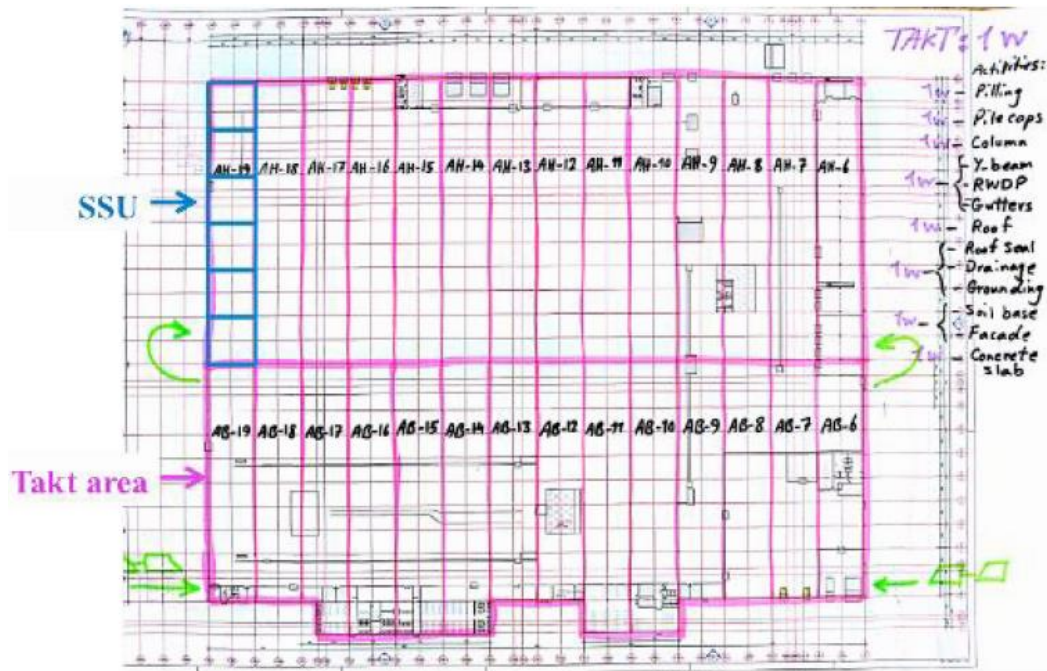 TAKT: 1 W
Activities:
1w - Pilling
1w - Pile caps
1w - Column
- Y-beam
1w - RWDP
- Gutters
1w - Roof
- Roof seal
1w - Drainage
- Grounding
- Soil base
1w - Facade
1w - Concrete slab
AH-19 AH-18 AH-17 AH-16 AH-15 AH-14 AH-13 AH-12 AH-11 AH-10 AH-9 AH-8 AH-7 AH-6
SSU
AB-19 AB-18 AB-17 AB-16 AB-15 AB-14 AB-13 AB-12 AB-11 AB-10 AB-9 AB-8 AB-7 AB-6
Takt area